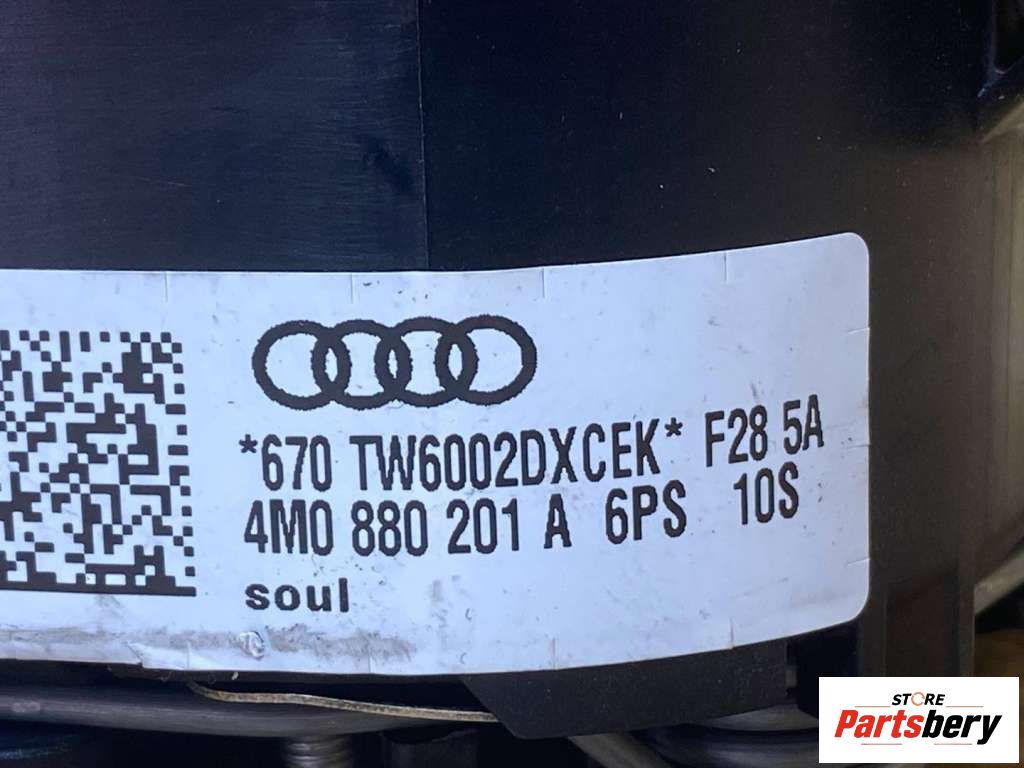 *670 TW6002DXCEK* F28 5A
4M0 880 201 A 6PS 10S
soul
STORE
Partsbery